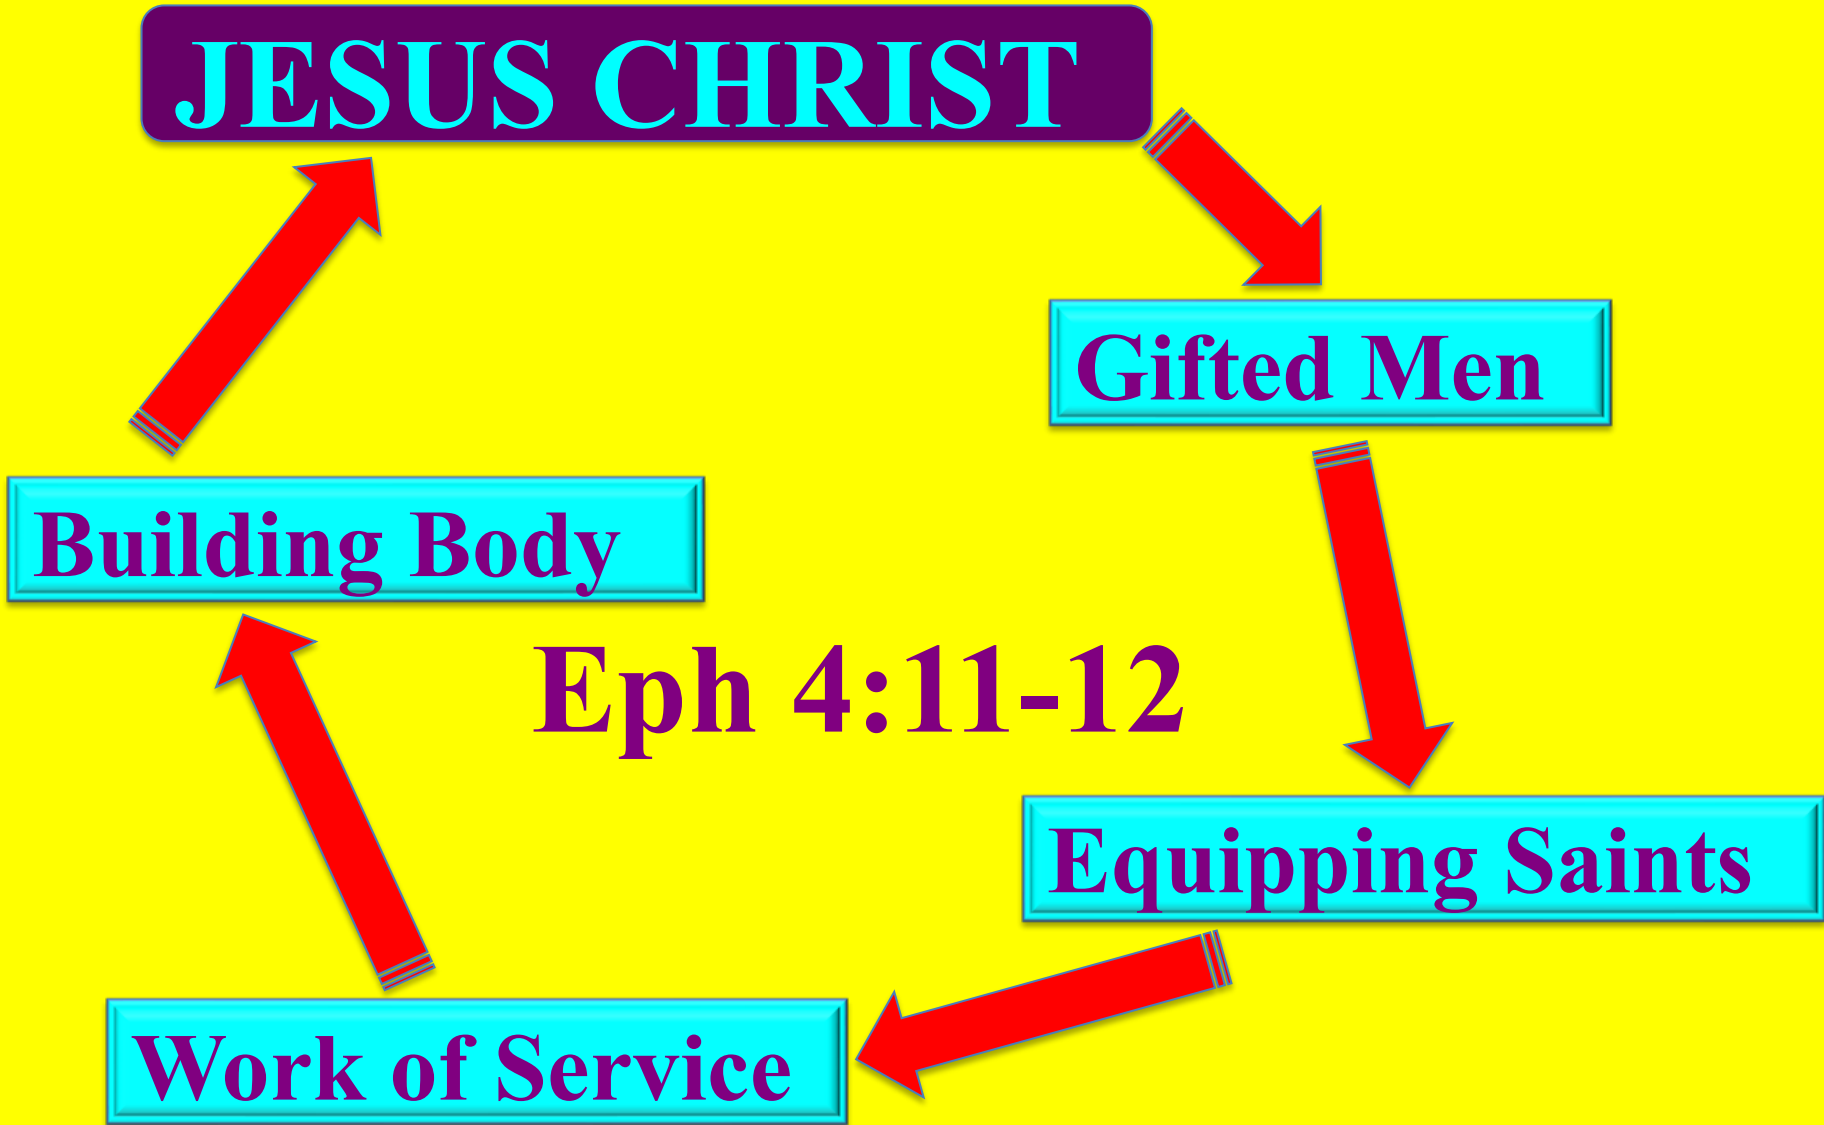 JESUS CHRIST
Gifted Men
Building Body
Eph 4:11-12
Equipping Saints
Work of Service